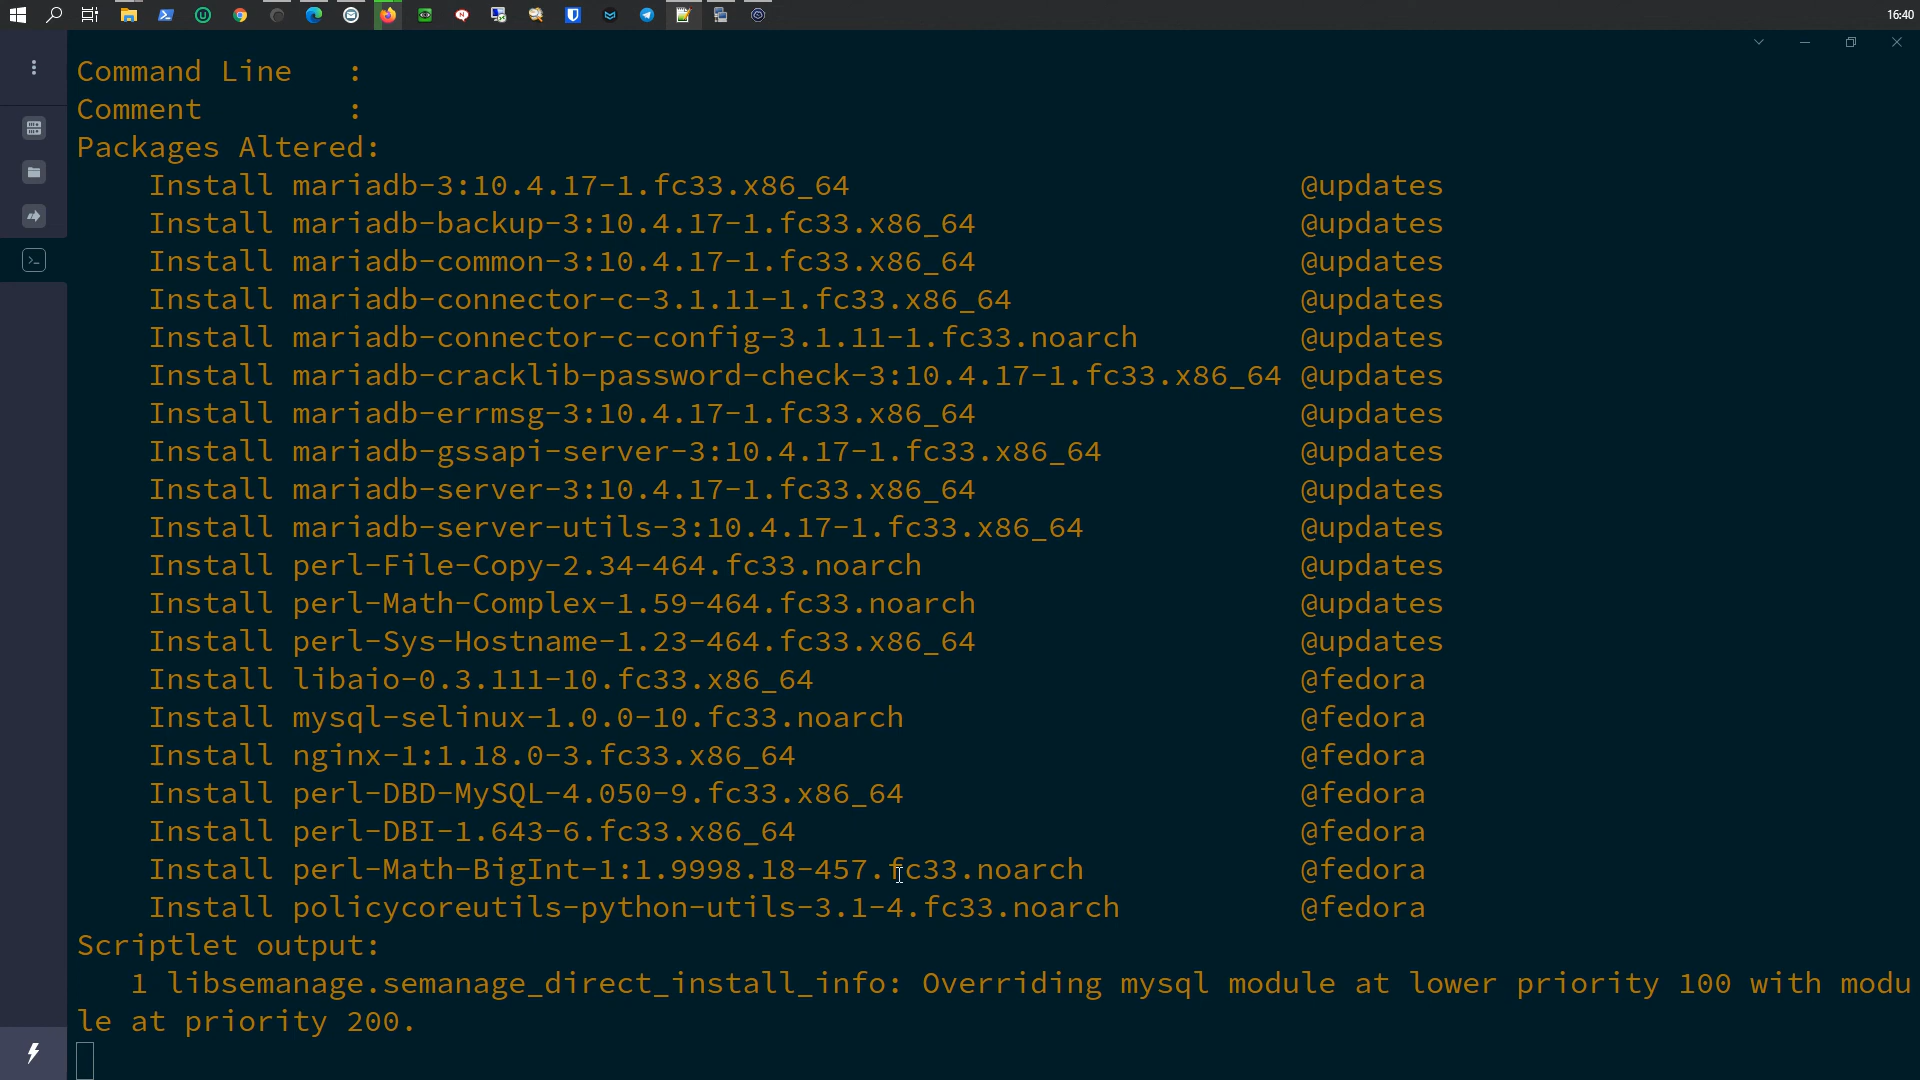 16:40
Command Line   :
Comment        :
Packages Altered:
    Install mariadb-3:10.4.17-1.fc33.x86_64                         @updates
    Install mariadb-backup-3:10.4.17-1.fc33.x86_64                  @updates
    Install mariadb-common-3:10.4.17-1.fc33.x86_64                  @updates
    Install mariadb-connector-c-3.1.11-1.fc33.x86_64                @updates
    Install mariadb-connector-c-config-3.1.11-1.fc33.noarch         @updates
    Install mariadb-cracklib-password-check-3:10.4.17-1.fc33.x86_64 @updates
    Install mariadb-errmsg-3:10.4.17-1.fc33.x86_64                  @updates
    Install mariadb-gssapi-server-3:10.4.17-1.fc33.x86_64           @updates
    Install mariadb-server-3:10.4.17-1.fc33.x86_64                  @updates
    Install mariadb-server-utils-3:10.4.17-1.fc33.x86_64            @updates
    Install perl-File-Copy-2.34-464.fc33.noarch                     @updates
    Install perl-Math-Complex-1.59-464.fc33.noarch                  @updates
    Install perl-Sys-Hostname-1.23-464.fc33.x86_64                  @updates
    Install libaio-0.3.111-10.fc33.x86_64                           @fedora
    Install mysql-selinux-1.0.0-10.fc33.noarch                      @fedora
    Install nginx-1:1.18.0-3.fc33.x86_64                            @fedora
    Install perl-DBD-MySQL-4.050-9.fc33.x86_64                      @fedora
    Install perl-DBI-1.643-6.fc33.x86_64                            @fedora
    Install perl-Math-BigInt-1:1.9998.18-457.fc33.noarch            @fedora
    Install policycoreutils-python-utils-3.1-4.fc33.noarch          @fedora
Scriptlet output:
   1 libsemanage.semanage_direct_install_info: Overriding mysql module at lower priority 100 with modu
le at priority 200.